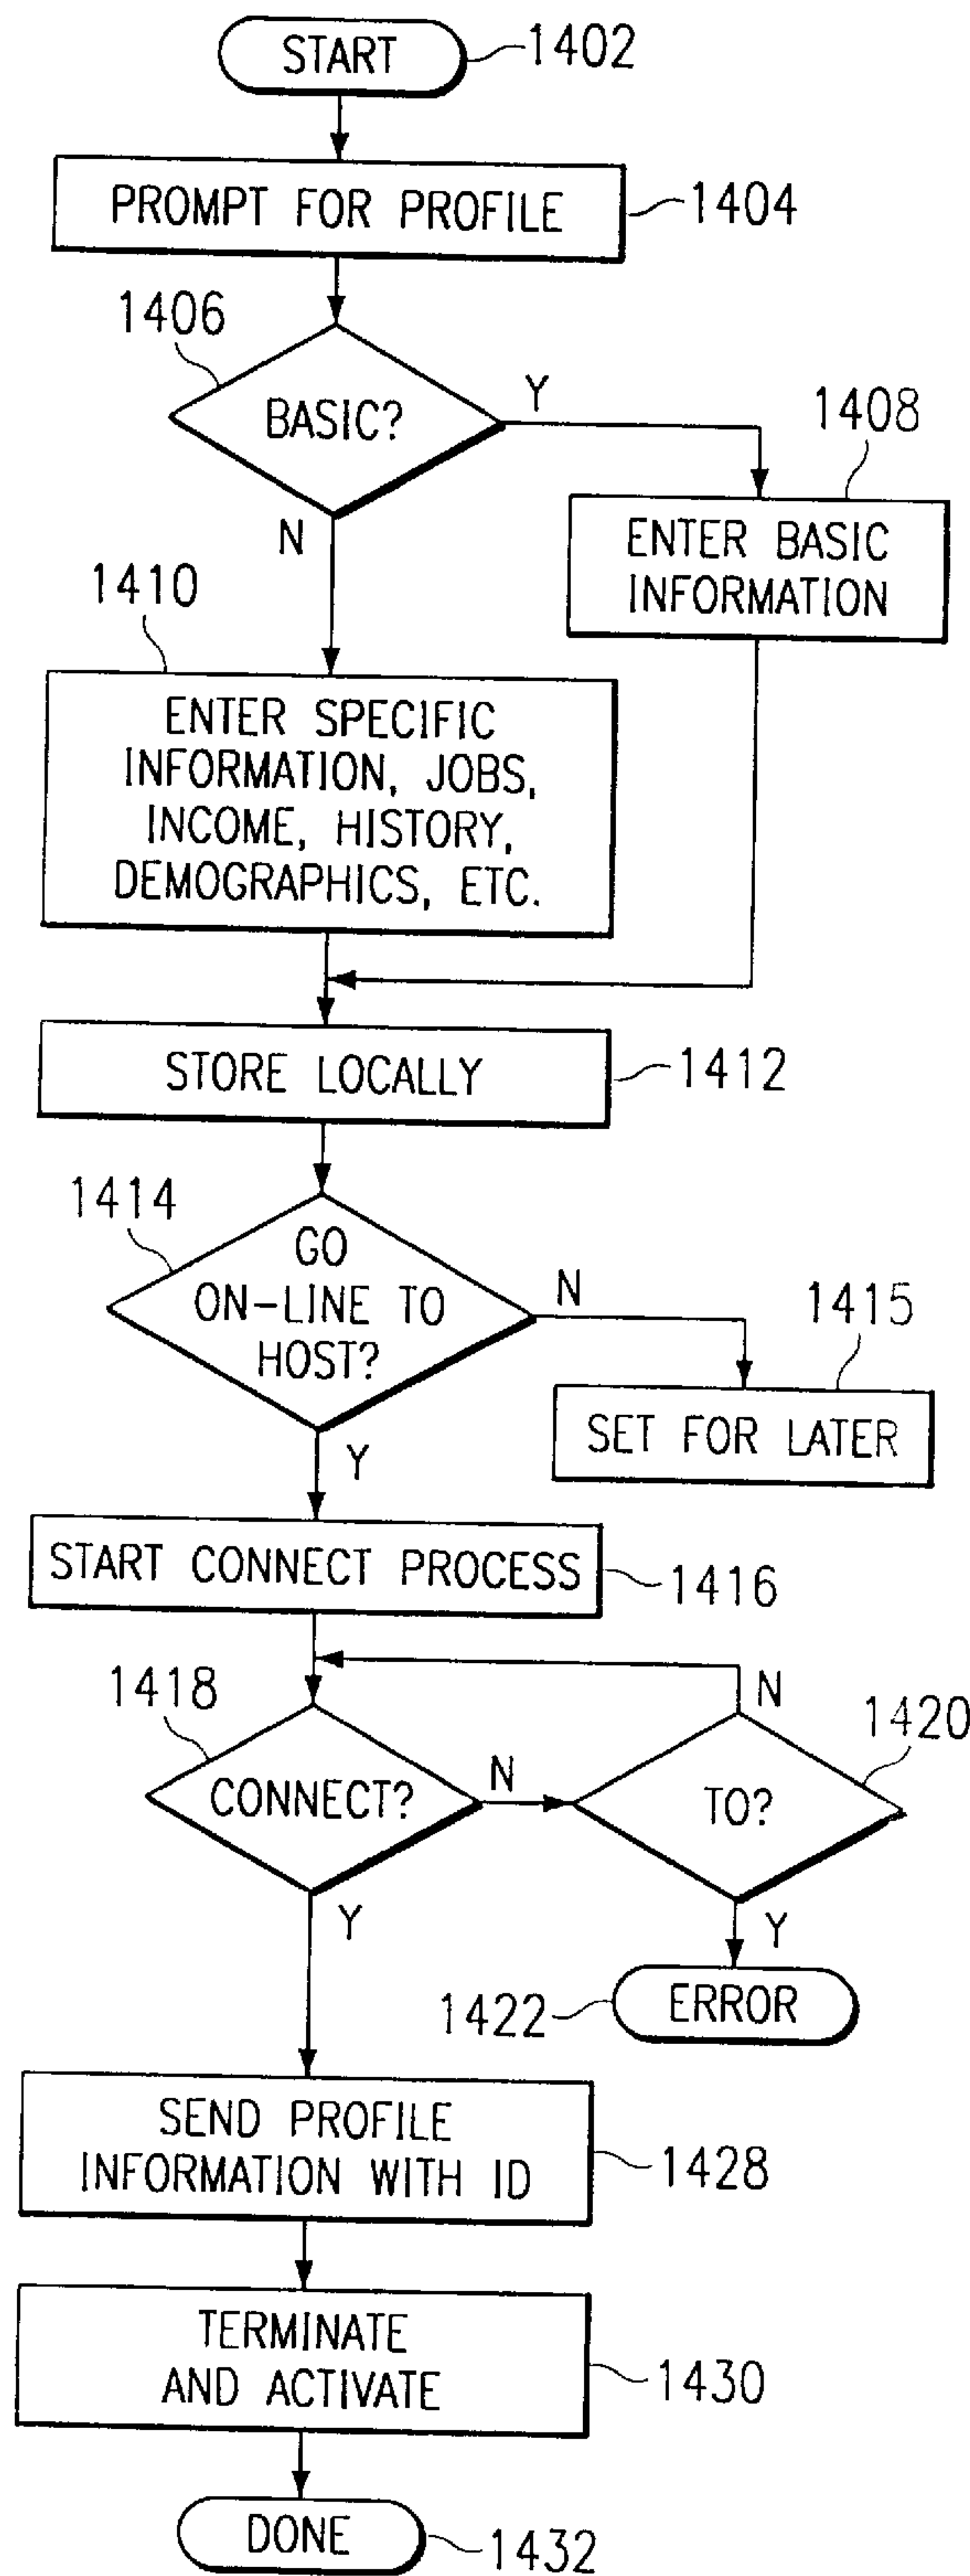 START
1402
PROMPT FOR PROFILE
1404
1406
BASIC?
Y
N
1408
ENTER BASIC
INFORMATION
1410
ENTER SPECIFIC
INFORMATION, JOBS,
INCOME, HISTORY,
DEMOGRAPHICS, ETC.
STORE LOCALLY
1412
1414
GO
ON-LINE TO
HOST?
N
Y
1415
SET FOR LATER
START CONNECT PROCESS
1416
1418
CONNECT?
N
Y
1420
TO?
N
Y
1422
ERROR
SEND PROFILE
INFORMATION WITH ID
1428
TERMINATE
AND ACTIVATE
1430
DONE
1432